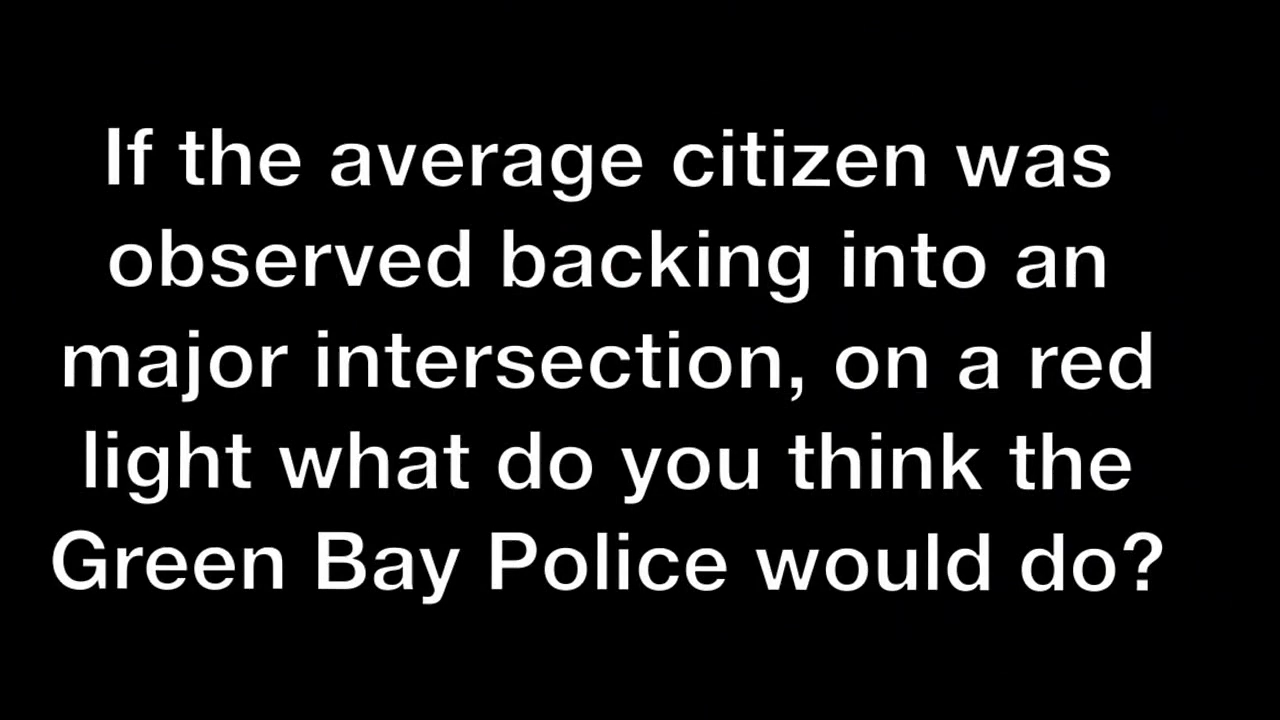 If the average citizen was
observed backing into an
major intersection, on a red
light what do you think the
Green Bay Police would do?